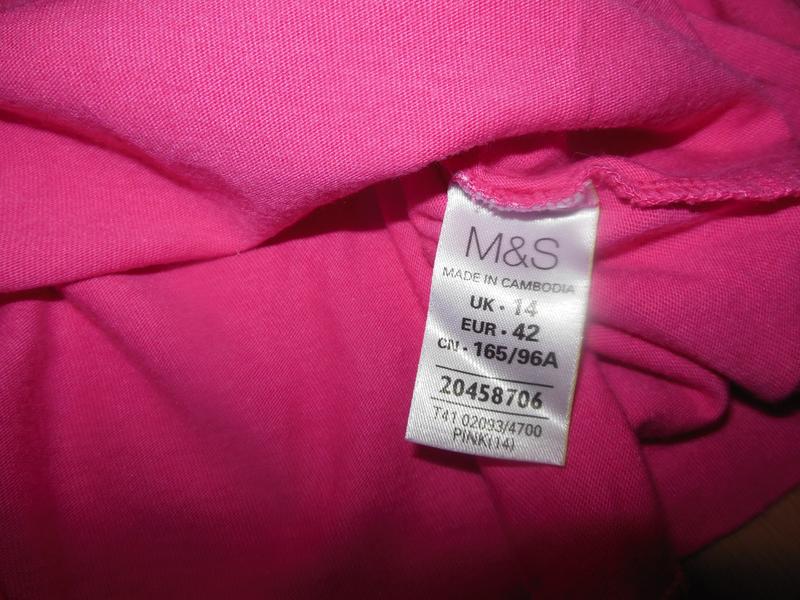 M&S
MADE IN CAMBODIA
UK · 14
EUR · 42
CN · 165/96A
20458706
T41 02093/4700
PINK(14)